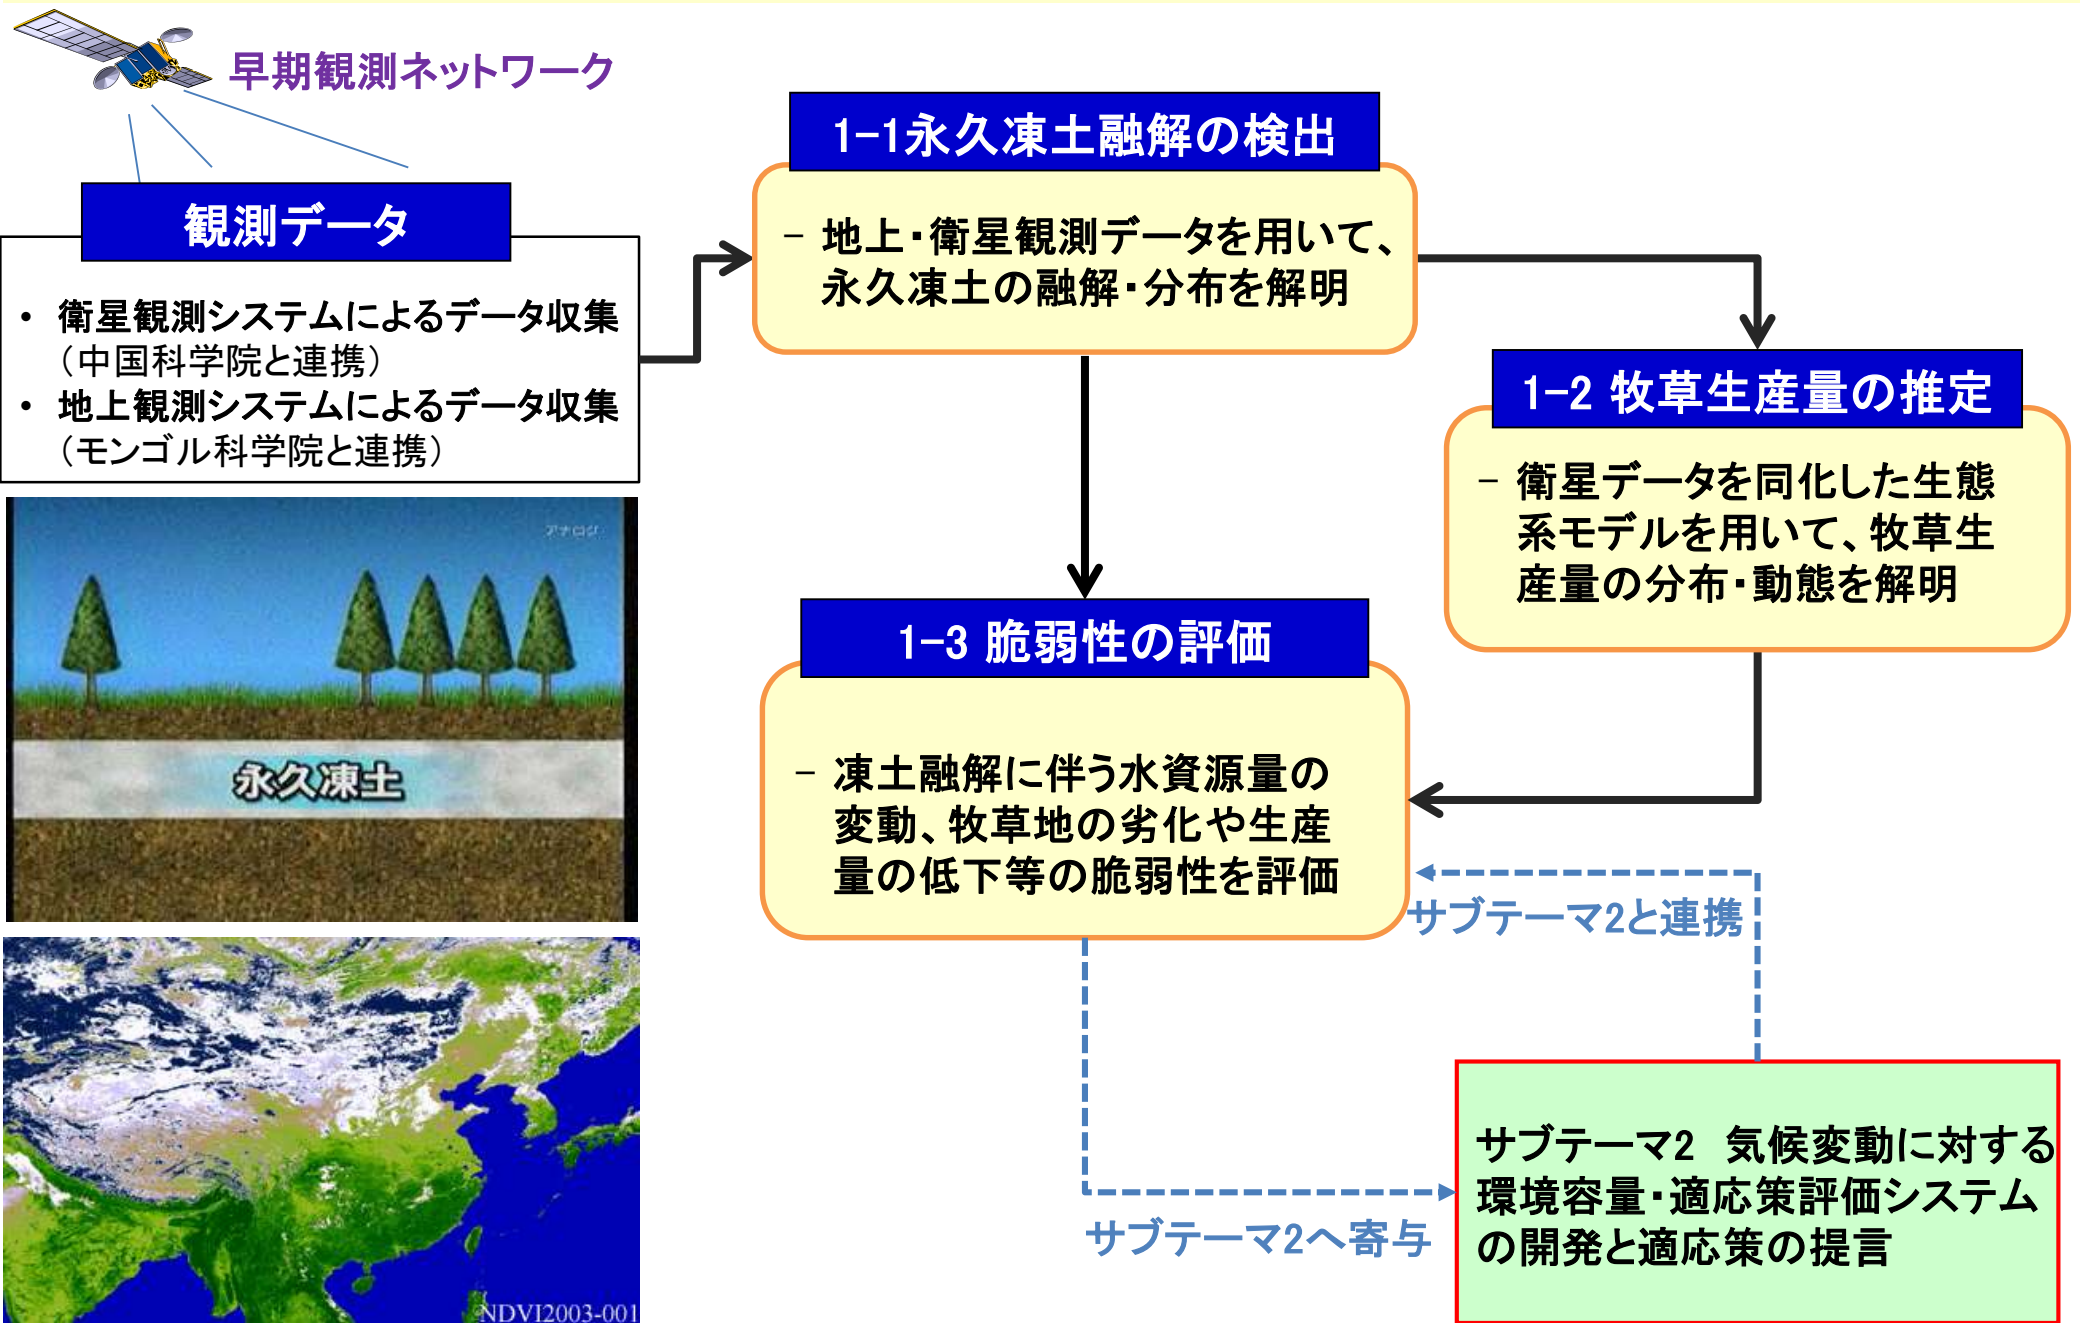 早期観測ネットワーク
観測データ
• 衛星観測システムによるデータ収集
（中国科学院と連携）
• 地上観測システムによるデータ収集
（モンゴル科学院と連携）
アナログ
永久凍土
NDVI2003-001
1-1永久凍土融解の検出
- 地上・衛星観測データを用いて、
永久凍土の融解・分布を解明
1-2 牧草生産量の推定
- 衛星データを同化した生態
系モデルを用いて、牧草生
産量の分布・動態を解明
1-3 脆弱性の評価
- 凍土融解に伴う水資源量の
変動、牧草地の劣化や生産
量の低下等の脆弱性を評価
サブテーマ2と連携
サブテーマ2へ寄与
サブテーマ2　気候変動に対する
環境容量・適応策評価システム
の開発と適応策の提言